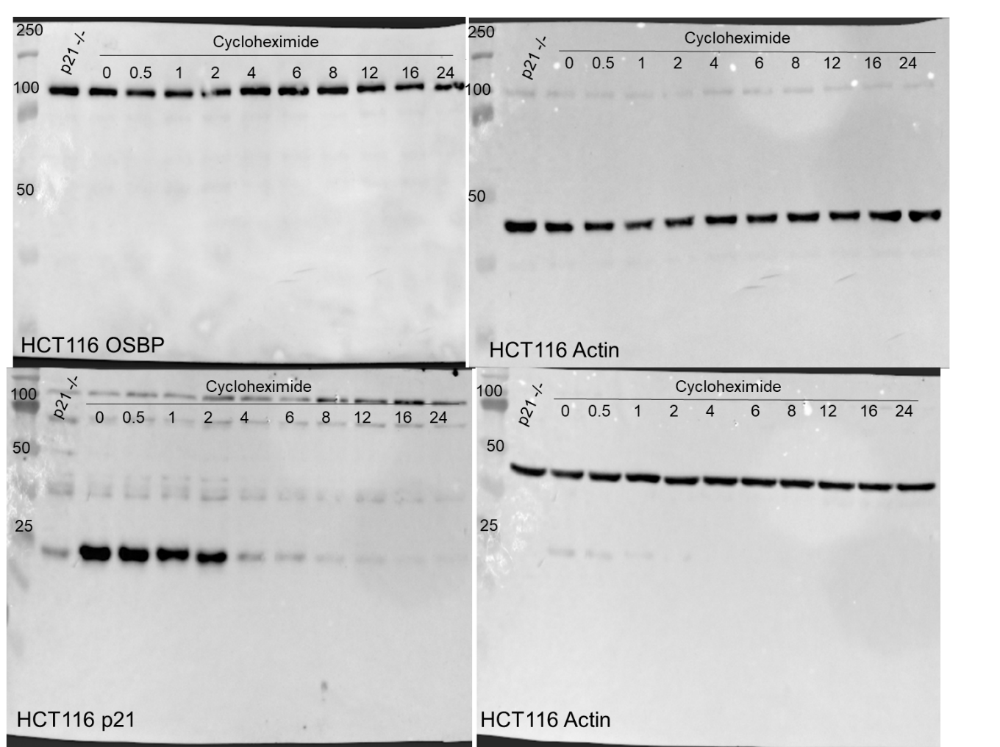 250
p21 -/-
Cycloheximide
0 0.5 1 2 4 6 8 12 16 24
100
50
HCT116 OSBP
250
p21 -/-
Cycloheximide
0 0.5 1 2 4 6 8 12 16 24
100
50
HCT116 Actin
100
p21 -/-
Cycloheximide
0 0.5 1 2 4 6 8 12 16 24
50
25
HCT116 p21
100
p21 -/-
Cycloheximide
0 0.5 1 2 4 6 8 12 16 24
50
25
HCT116 Actin